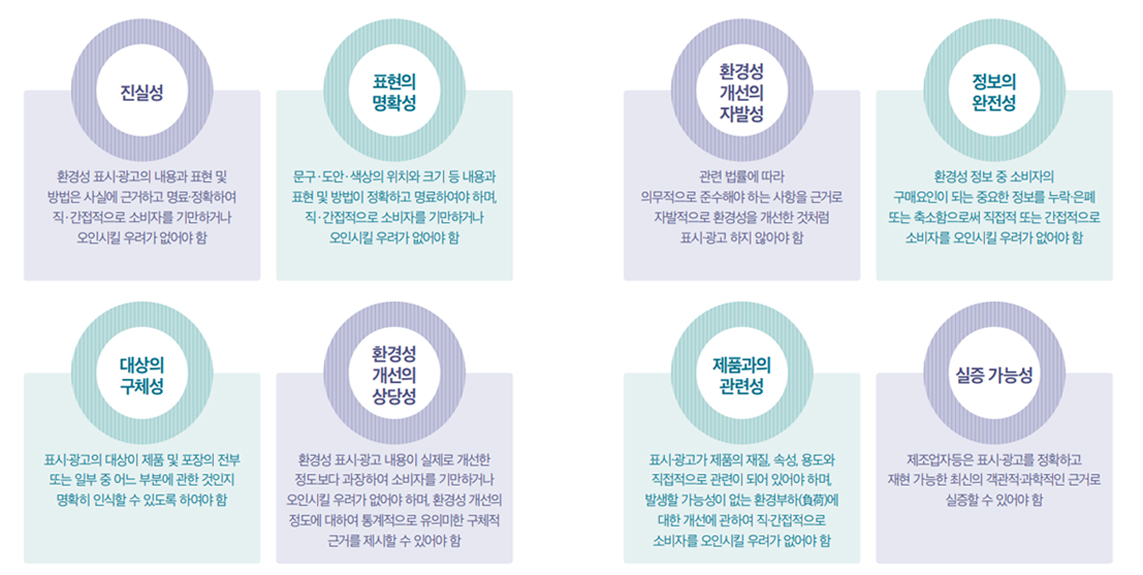 진실성
환경성 표시·광고의 내용과 표현 및
방법은 사실에 근거하고 명료·정확하여
직·간접적으로 소비자를 기만하거나
오인시킬 우려가 없어야 함
표현의
명확성
문구·도안·색상의 위치와 크기 등 내용과
표현 및 방법이 정확하고 명료하여야 하며,
직·간접적으로 소비자를 기만하거나
오인시킬 우려가 없어야 함
환경성
개선의
자발성
관련 법률에 따라
의무적으로 준수해야 하는 사항을 근거로
자발적으로 환경성을 개선한 것처럼
표시·광고 하지 않아야 함
정보의
완전성
환경성 정보 중 소비자의
구매요인이 되는 중요한 정보를 누락·은폐
또는 축소함으로써 직접적 또는 간접적으로
소비자를 오인시킬 우려가 없어야 함
대상의
구체성
표시·광고의 대상이 제품 및 포장의 전부
또는 일부 중 어느 부분에 관한 것인지
명확히 인식할 수 있도록 하여야 함
환경성
개선의
상당성
환경성 표시·광고 내용이 실제로 개선한
정도보다 과장하여 소비자를 기만하거나
오인시킬 우려가 없어야 하며, 환경성 개선의
정도에 대하여 통계적으로 유의미한 구체적
근거를 제시할 수 있어야 함
제품과의
관련성
표시·광고가 제품의 재질, 속성, 용도와
직접적으로 관련이 되어 있어야 하며,
발생할 가능성이 없는 환경부하(負荷)에
대한 개선에 관하여 직·간접적으로
소비자를 오인시킬 우려가 없어야 함
실증 가능성
제조업자등은 표시·광고를 정확하고
재현 가능한 최신의 객관적·과학적인 근거로
실증할 수 있어야 함